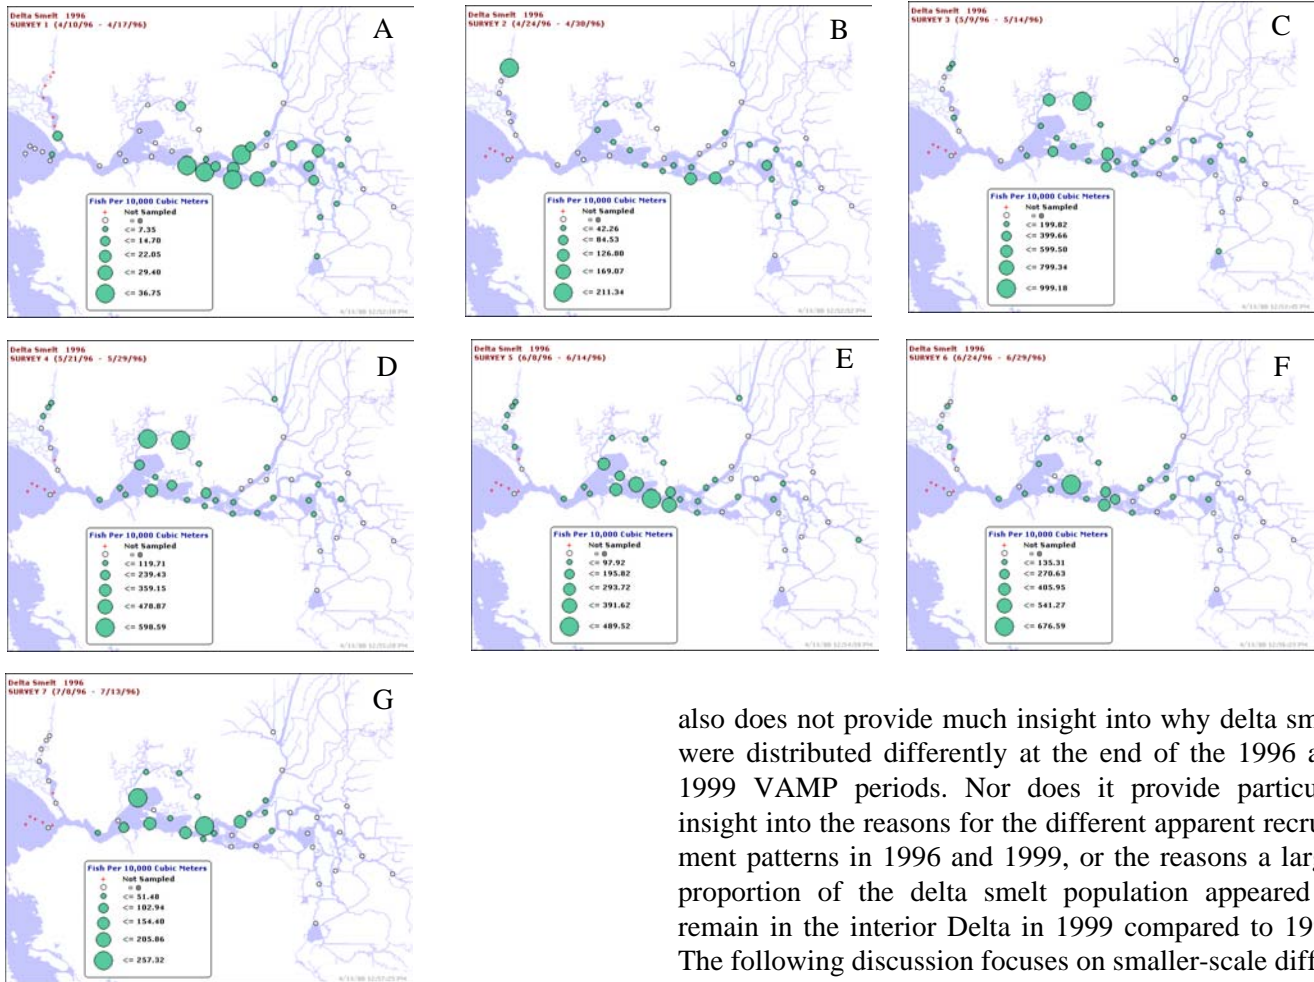 Delta Smelt 1996
SURVEY 1 (4/10/96 - 4/17/96)
A
Fish Per 10,000 Cubic Meters
Not Sampled
= 0
<= 7.35
<= 14.70
<= 22.05
<= 29.40
<= 36.75
Delta Smelt 1996
SURVEY 2 (4/24/96 - 4/30/96)
B
Fish Per 10,000 Cubic Meters
Not Sampled
= 0
<= 42.26
<= 84.53
<= 126.80
<= 169.07
<= 211.34
Delta Smelt 1996
SURVEY 3 (5/9/96 - 5/14/96)
C
Fish Per 10,000 Cubic Meters
Not Sampled
= 0
<= 199.82
<= 399.66
<= 599.50
<= 799.34
<= 999.18
Delta Smelt 1996
SURVEY 4 (5/21/96 - 5/29/96)
D
Fish Per 10,000 Cubic Meters
Not Sampled
= 0
<= 119.71
<= 239.43
<= 359.15
<= 478.87
<= 598.59
Delta Smelt 1996
SURVEY 5 (6/8/96 - 6/14/96)
E
Fish Per 10,000 Cubic Meters
Not Sampled
= 0
<= 97.92
<= 195.82
<= 293.72
<= 391.62
<= 489.52
Delta Smelt 1996
SURVEY 6 (6/24/96 - 6/29/96)
F
Fish Per 10,000 Cubic Meters
Not Sampled
= 0
<= 135.31
<= 270.63
<= 405.95
<= 541.27
<= 676.59
Delta Smelt 1996
SURVEY 7 (7/8/96 - 7/13/96)
G
Fish Per 10,000 Cubic Meters
Not Sampled
= 0
<= 51.48
<= 102.94
<= 154.40
<= 205.86
<= 257.32
also does not provide much insight into why delta sm
were distributed differently at the end of the 1996 a
1999 VAMP periods. Nor does it provide particu
insight into the reasons for the different apparent recru
ment patterns in 1996 and 1999, or the reasons a larg
proportion of the delta smelt population appeared
remain in the interior Delta in 1999 compared to 19
The following discussion focuses on smaller-scale diff